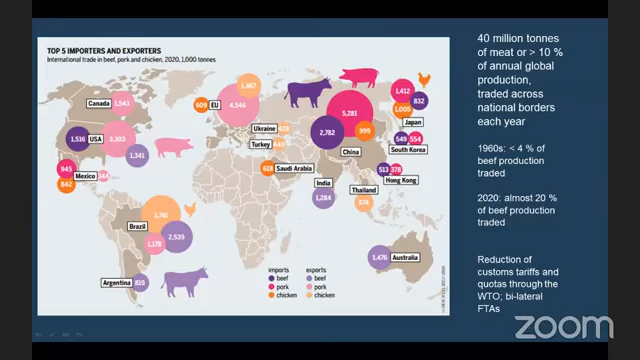 TOP 5 IMPORTERS AND EXPORTERS
International trade in beef, pork and chicken, 2020, 1,000 tonnes
Canada 1,543
1,516 USA 3,303
1,341
945
Mexico 344
842
Brazil
3,741
2,539
1,178
Argentina 819
1,467
609 EU 4,546
Ukraine 428
Turkey 440
618 Saudi Arabia
India
1,284
5,281
2,782
999
China
1,412
832
1,005
Japan
549 554
South Korea
513 378
Hong Kong
Thailand
874
1,476 Australia
imports
beef
pork
chicken
exports
beef
pork
chicken
40 million tonnes
of meat or > 10 %
of annual global
production,
traded across
national borders
each year
1960s: < 4 % of
beef production
traded
2020: almost 20 %
of beef production
traded
Reduction of
customs tariffs and
quotas through the
WTO; bi-lateral
FTAs
zoom